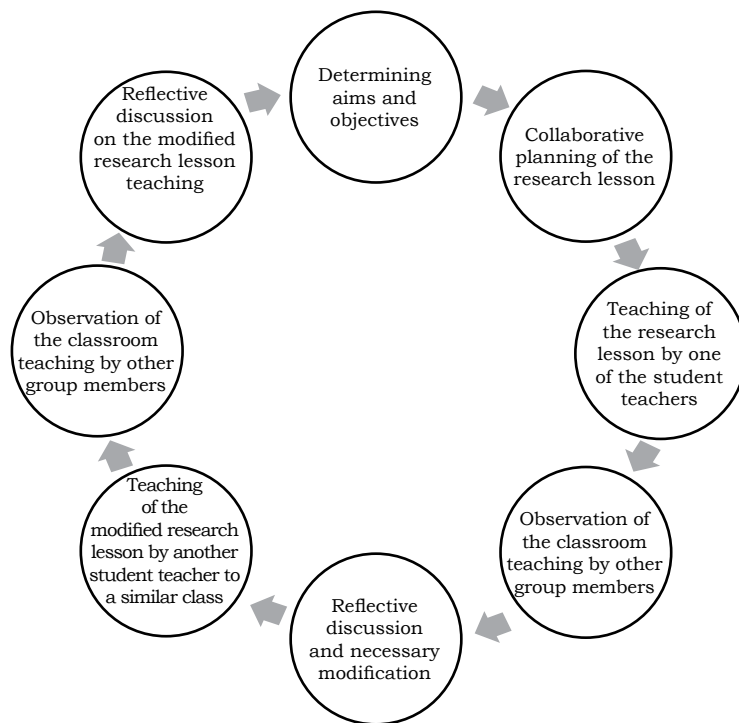 Determining
aims and
objectives
Collaborative
planning of the
research lesson
Teaching of
the research
lesson by one
of the student
teachers
Observation of
the classroom
teaching by other
group members
Reflective
discussion
and necessary
modification
Teaching
of the
modified research
lesson by another
student teacher to
a similar class
Observation of
the classroom
teaching by other
group members
Reflective
discussion
on the modified
research lesson
teaching